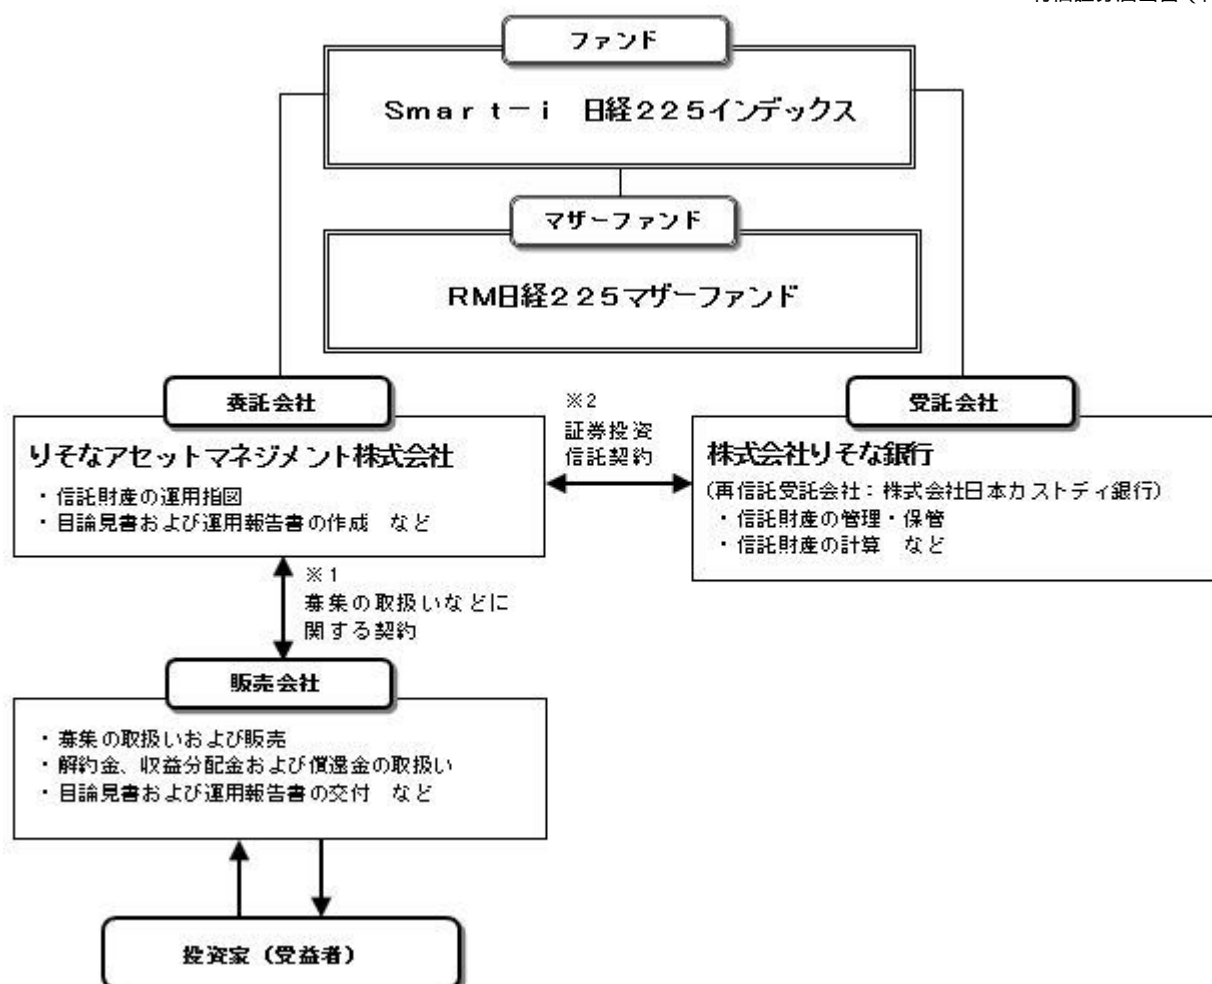 ファンド
Smart－i　日経２２５インデックス
マザーファンド
RM日経２２５マザーファンド
委託会社
りそなアセットマネジメント株式会社
・信託財産の運用指図
・目論見書および運用報告書の作成　など
※2
証券投資
信託契約
受託会社
株式会社りそな銀行
(再信託受託会社：株式会社日本カストディ銀行)
・信託財産の管理・保管
・信託財産の計算　など
※1
募集の取扱いなどに
関する契約
販売会社
・募集の取扱いおよび販売
・解約金、収益分配金および償還金の取扱い
・目論見書および運用報告書の交付　など
投資家（受益者）